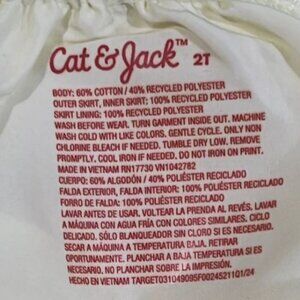 Cat & Jack™ 2T
BODY: 60% COTTON / 40% RECYCLED POLYESTER
OUTER SKIRT, INNER SKIRT: 100% RECYCLED POLYESTER
SKIRT LINING: 100% RECYCLED POLYESTER
WASH BEFORE WEAR. TURN GARMENT INSIDE OUT. MACHINE
WASH COLD WITH LIKE COLORS. GENTLE CYCLE. ONLY NON
CHLORINE BLEACH IF NEEDED. TUMBLE DRY LOW. REMOVE
PROMPTLY. COOL IRON IF NEEDED. DO NOT IRON ON PRINT.
MADE IN VIETNAM RN17730 VN1042782
CUERPO: 60% ALGODÓN / 40% POLIÉSTER RECICLADO
FALDA EXTERIOR, FALDA INTERIOR: 100% POLIÉSTER RECICLADO
FORRO DE FALDA: 100% POLIÉSTER RECICLADO
LAVAR ANTES DE USAR. VOLTEAR LA PRENDA AL REVÉS. LAVAR
A MÁQUINA CON AGUA FRÍA CON COLORES SIMILARES. CICLO
DELICADO. SÓLO BLANQUEADOR SIN CLORO SI ES NECESARIO.
SECAR A MÁQUINA A TEMPERATURA BAJA. RETIRAR
OPORTUNAMENTE. PLANCHAR A BAJA TEMPERATURA SI ES
NECESARIO. NO PLANCHAR SOBRE LA IMPRESIÓN.
HECHO EN VIETNAM TARGET031049095F0024521101/24